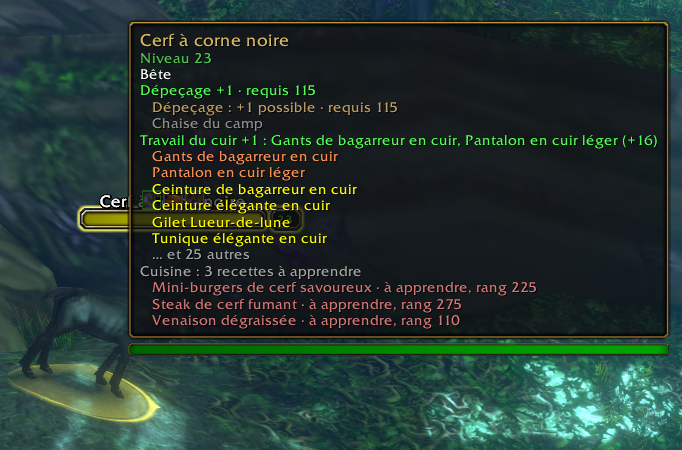 Cerf à corne noire
Niveau 23
Bête
Dépeçage +1 · requis 115
Dépeçage : +1 possible · requis 115
Chaise du camp
Travail du cuir +1 : Gants de bagarreur en cuir, Pantalon en cuir léger (+16)
Gants de bagarreur en cuir
Pantalon en cuir léger
Ceinture de bagarreur en cuir
Cerf
Ceinture élégante en cuir
Gilet Lueur-de-lune
Tunique élégante en cuir
... et 25 autres
Cuisine : 3 recettes à apprendre
Mini-burgers de cerf savoureux · à apprendre, rang 225
Steak de cerf fumant · à apprendre, rang 275
Venaison dégraissée · à apprendre, rang 110